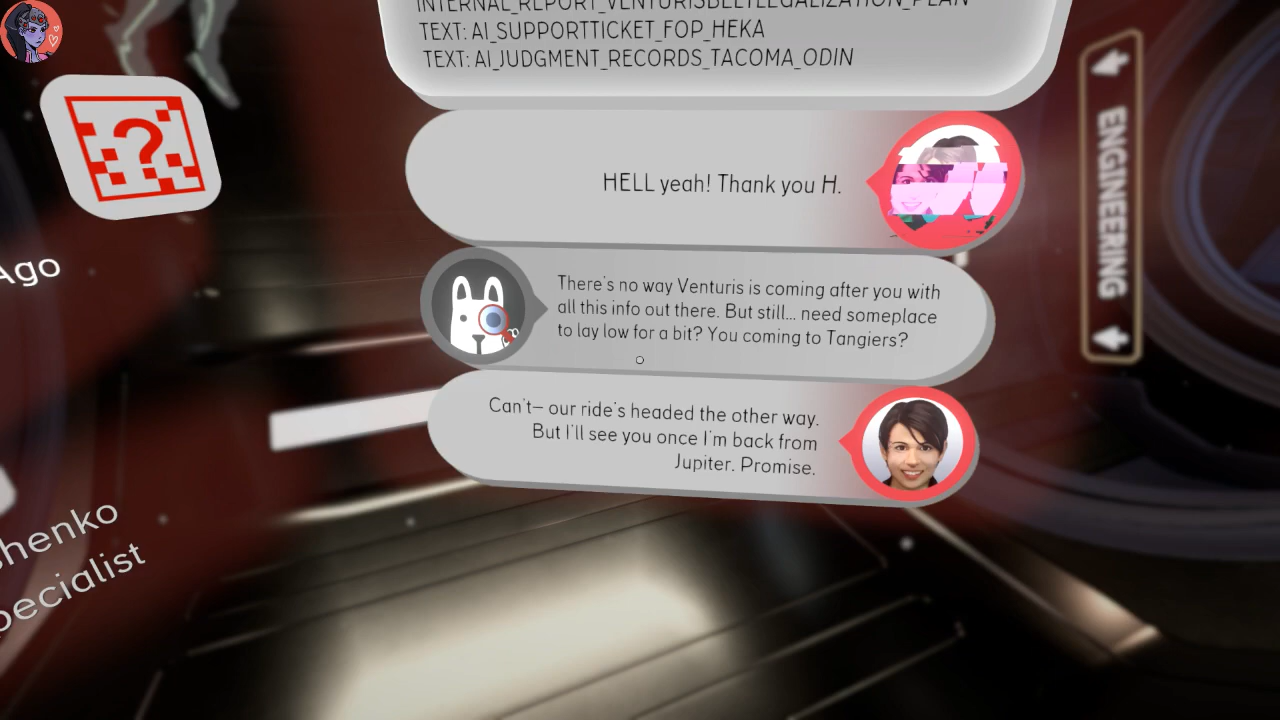 INTERNAL_REPORT_VENTURISBELTLEGALIZATION_PLAN
TEXT: AI_SUPPORTTICKET_FOP_HEKA
TEXT: AI_JUDGMENT_RECORDS_TACOMA_ODIN
?
HELL yeah! Thank you H.
There's no way Venturis is coming after you with
all this info out there. But still... need someplace
to lay low for a bit? You coming to Tangiers?
Can't– our ride's headed the other way.
But I'll see you once I'm back from
Jupiter. Promise.
Ago
shenko
pecialist
ENGINEERING